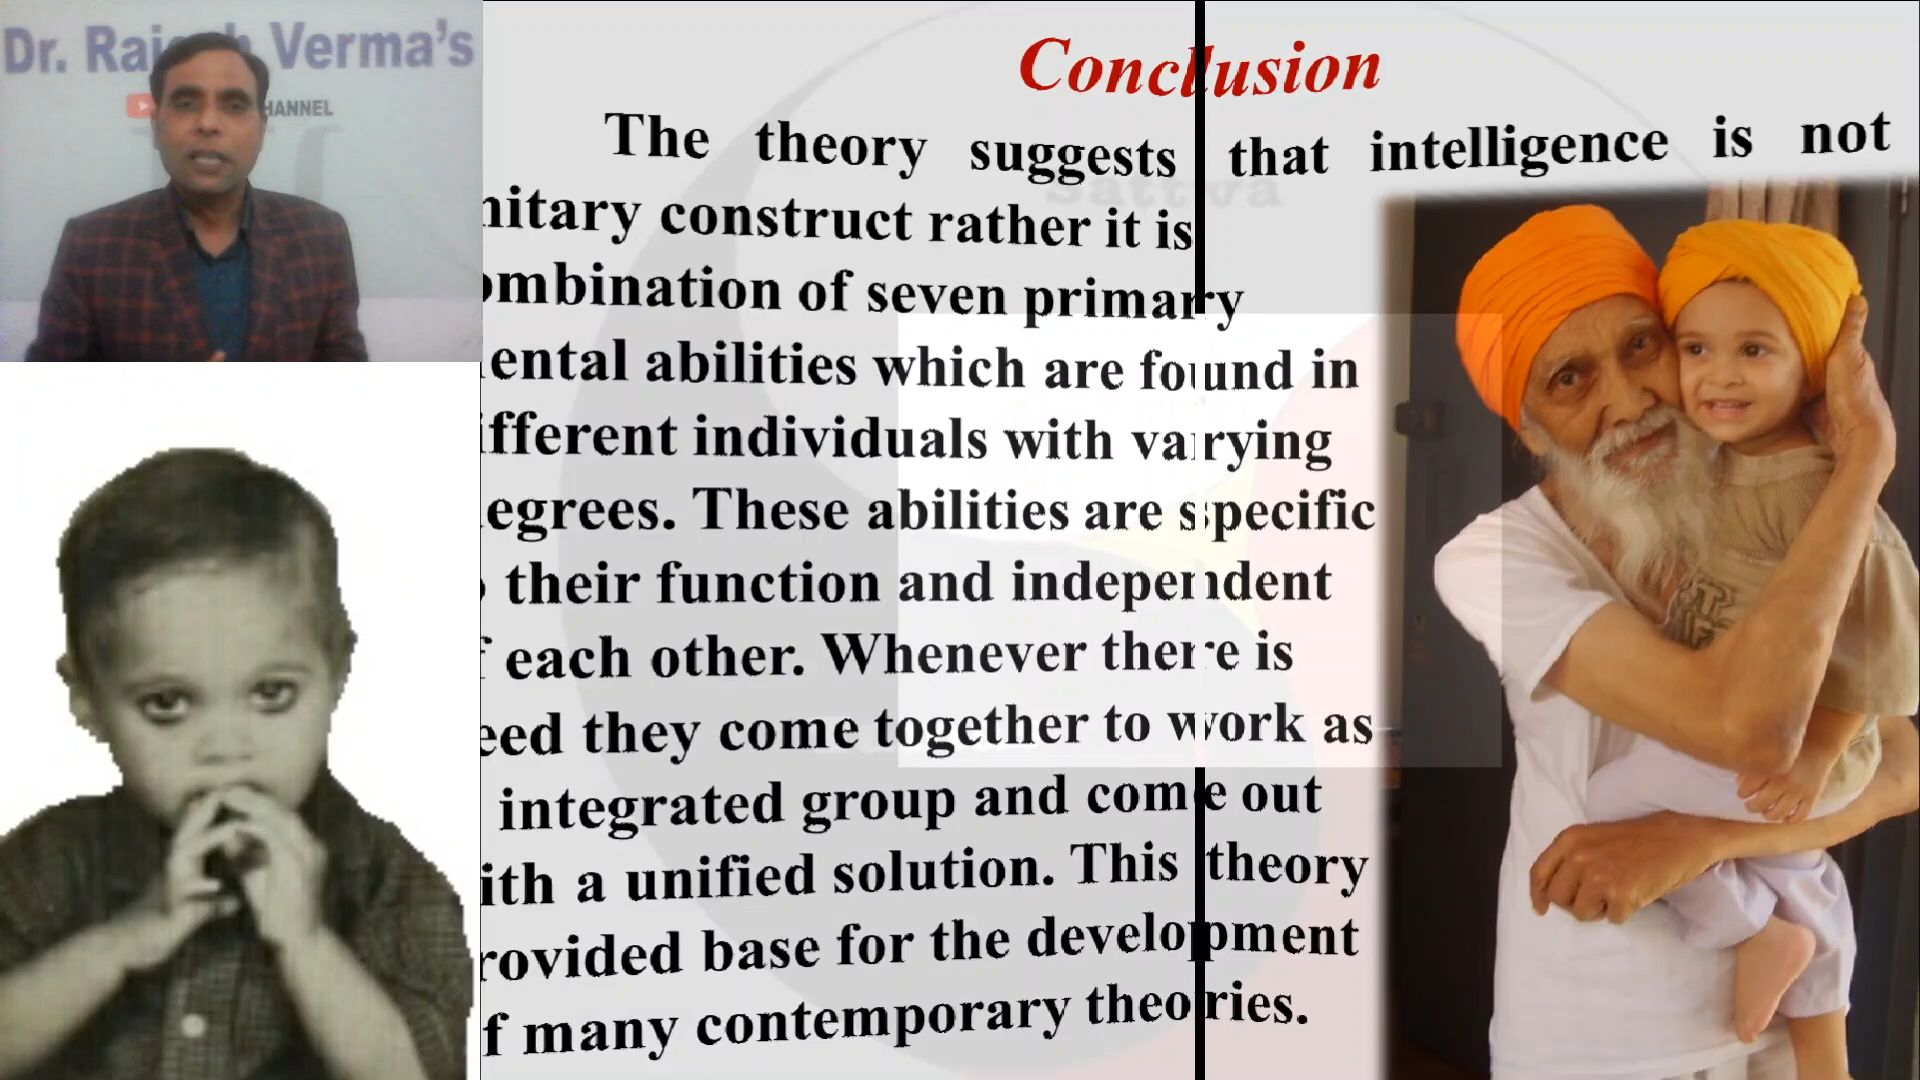 Dr. Rajesh Verma's
HANNEL
Conclusion
The theory suggests that intelligence is not
nitary construct rather it is
ombination of seven primary
ental abilities which are found in
ifferent individuals with varying
egrees. These abilities are specific
their function and independent
f each other. Whenever there is
eed they come together to work as
integrated group and come out
ith a unified solution. This theory
rovided base for the development
f many contemporary theories.
Sattva